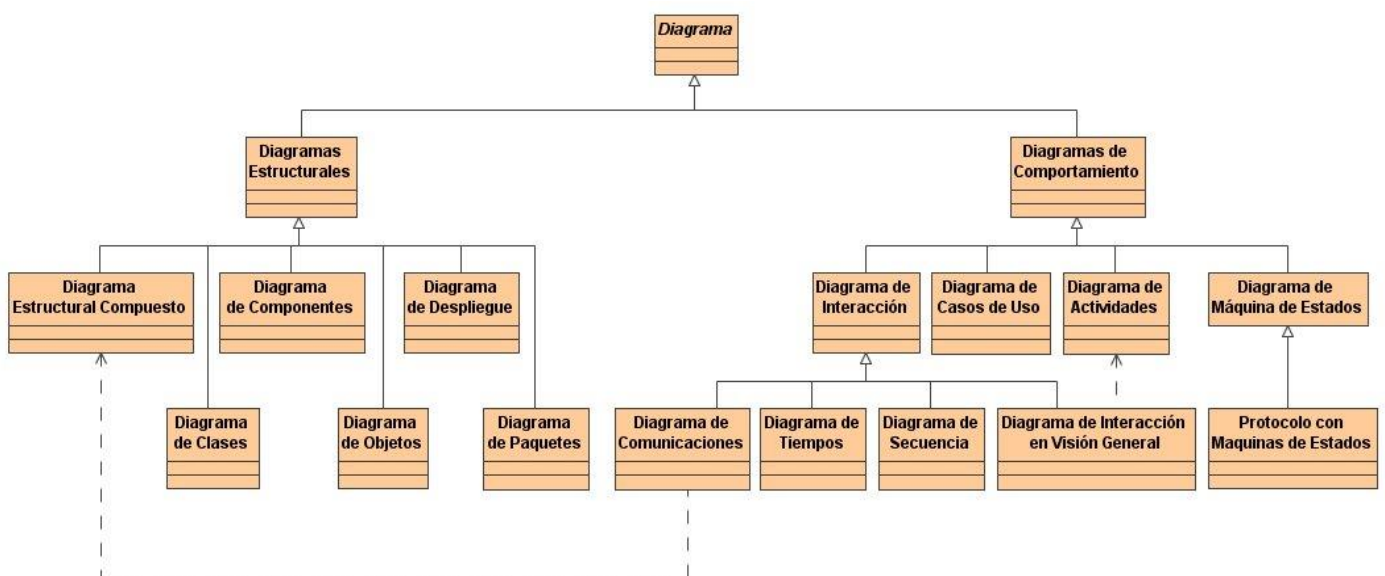 Diagrama
Diagramas
Estructurales
Diagramas de
Comportamiento
Diagrama
Estructural Compuesto
Diagrama
de Componentes
Diagrama
de Despliegue
Diagrama de
Interacción
Diagrama de
Casos de Uso
Diagrama de
Actividades
Diagrama de
Máquina de Estados
Diagrama
de Clases
Diagrama
de Objetos
Diagrama
de Paquetes
Diagrama de
Comunicaciones
Diagrama de
Tiempos
Diagrama de
Secuencia
Diagrama de Interacción
en Visión General
Protocolo con
Maquinas de Estados